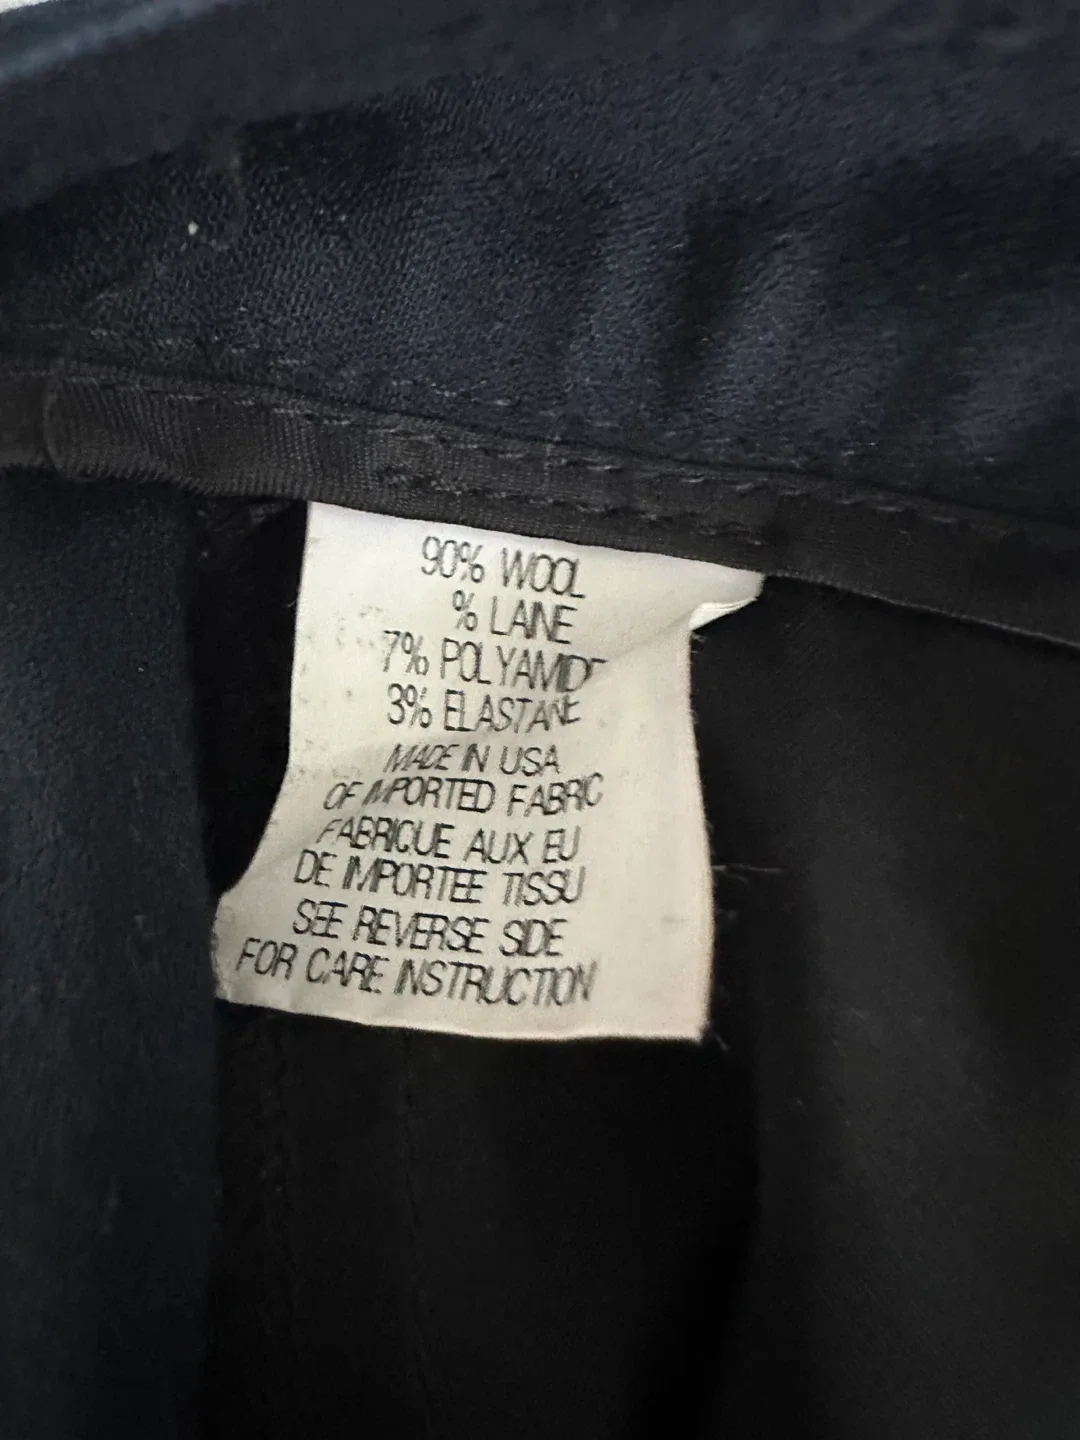 90% WOOL
% LAINE
7% POLYAMIDE
3% ELASTANE
MADE IN USA
OF IMPORTED FABRIC
FABRIQUE AUX EU
DE IMPORTEE TISSU
SEE REVERSE SIDE
FOR CARE INSTRUCTION